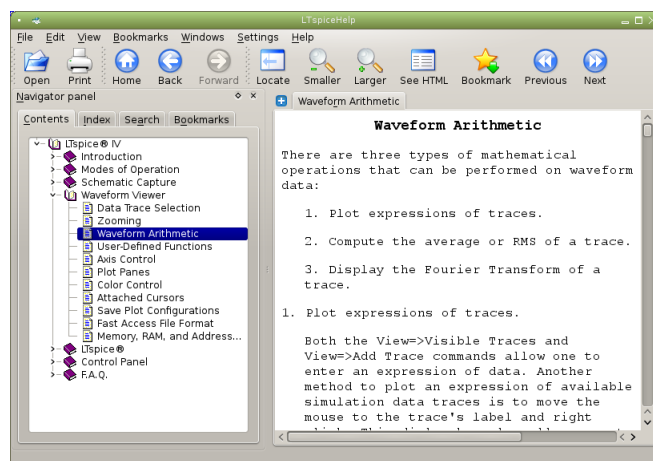 LTspiceHelp
File Edit View Bookmarks Windows Settings Help
Open Print Home Back Forward Locate Smaller Larger See HTML Bookmark Previous Next
Navigator panel
Contents Index Search Bookmarks
LTspice® IV
Introduction
Modes of Operation
Schematic Capture
Waveform Viewer
Data Trace Selection
Zooming
Waveform Arithmetic
User-Defined Functions
Axis Control
Plot Panes
Color Control
Attached Cursors
Save Plot Configurations
Fast Access File Format
Memory, RAM, and Address...
LTspice®
Control Panel
F.A.Q.
Waveform Arithmetic
Waveform Arithmetic
There are three types of mathematical
operations that can be performed on waveform
data:
1. Plot expressions of traces.
2. Compute the average or RMS of a trace.
3. Display the Fourier Transform of a
trace.
1. Plot expressions of traces.
Both the View=>Visible Traces and
View=>Add Trace commands allow one to
enter an expression of data. Another
method to plot an expression of available
simulation data traces is to move the
mouse to the trace's label and right